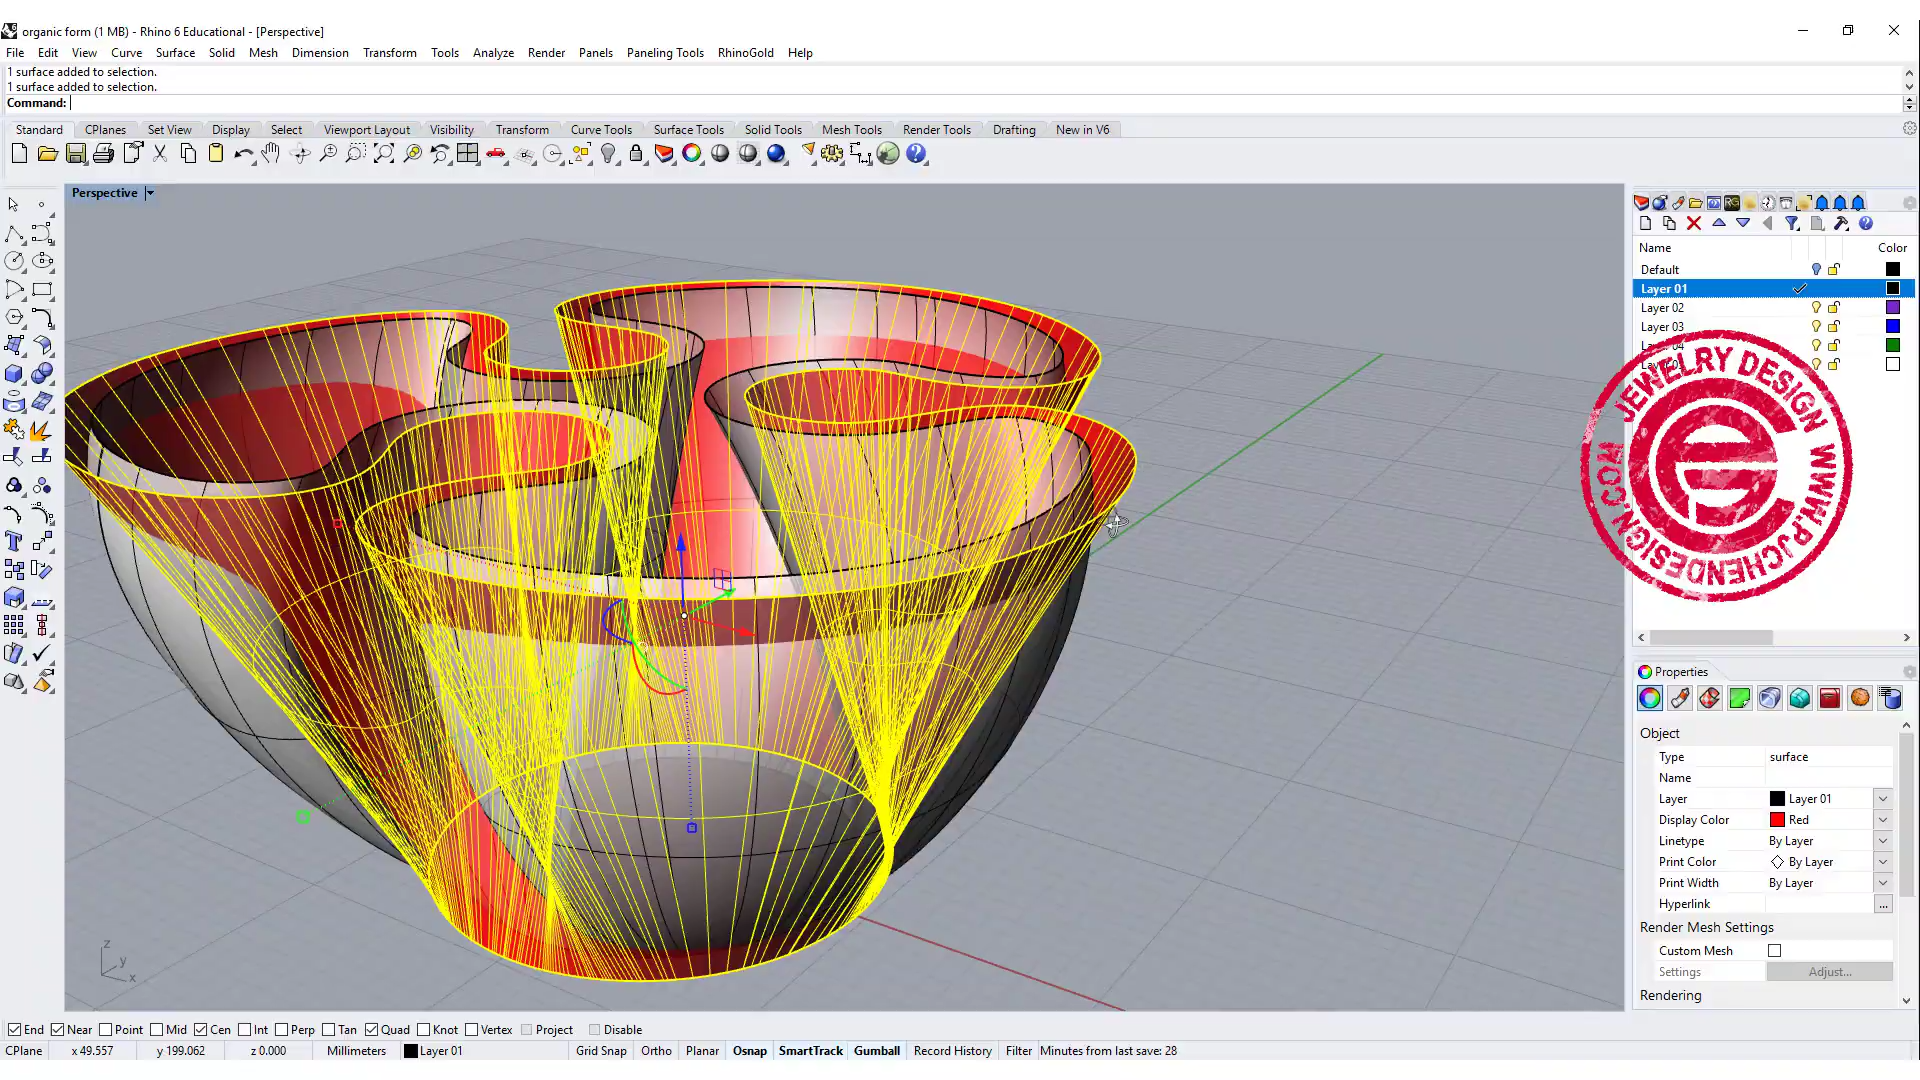 organic form (1 MB) - Rhino 6 Educational - [Perspective]
File Edit View Curve Surface Solid Mesh Dimension Transform Tools Analyze Render Panels Paneling Tools RhinoGold Help
1 surface added to selection.
1 surface added to selection.
Command:
Standard CPlanes Set View Display Select Viewport Layout Visibility Transform Curve Tools Surface Tools Solid Tools Mesh Tools Render Tools Drafting New in V6
Perspective
Name Color
Default
Layer 01
Layer 02
Layer 03
JEWELRY DESIGN WWW.PJCHENDESIGN.COM
Properties
Object
Type surface
Name
Layer Layer 01
Display Color Red
Linetype By Layer
Print Color By Layer
Print Width By Layer
Hyperlink ...
Render Mesh Settings
Custom Mesh
Settings Adjust...
Rendering
z
y
x
End Near Point Mid Cen Int Perp Tan Quad Knot Vertex Project Disable
CPlane x 49.557 y 199.062 z 0.000 Millimeters Layer 01 Grid Snap Ortho Planar Osnap SmartTrack Gumball Record History Filter Minutes from last save: 28